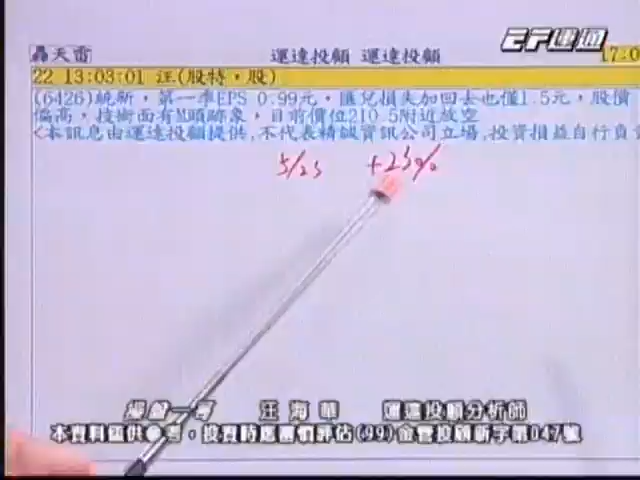 轟天雷 運達投顧 運達投顧 17:0
22 13:03:01 汪(股特，股)
(6426)統新，第一季EPS 0.99元，匯兌損失加回去也僅1.5元，股價
偏高，技術面有M頭跡象，目前價位210.5附近放空
<本訊息由運達投顧提供，不代表精誠資訊公司立場，投資損益自行負
5/23 +23%
操盤一哥 汪海華 運達投顧分析師
本資料僅供參考，投資時應審慎評估(99)金管投顧新字第047號